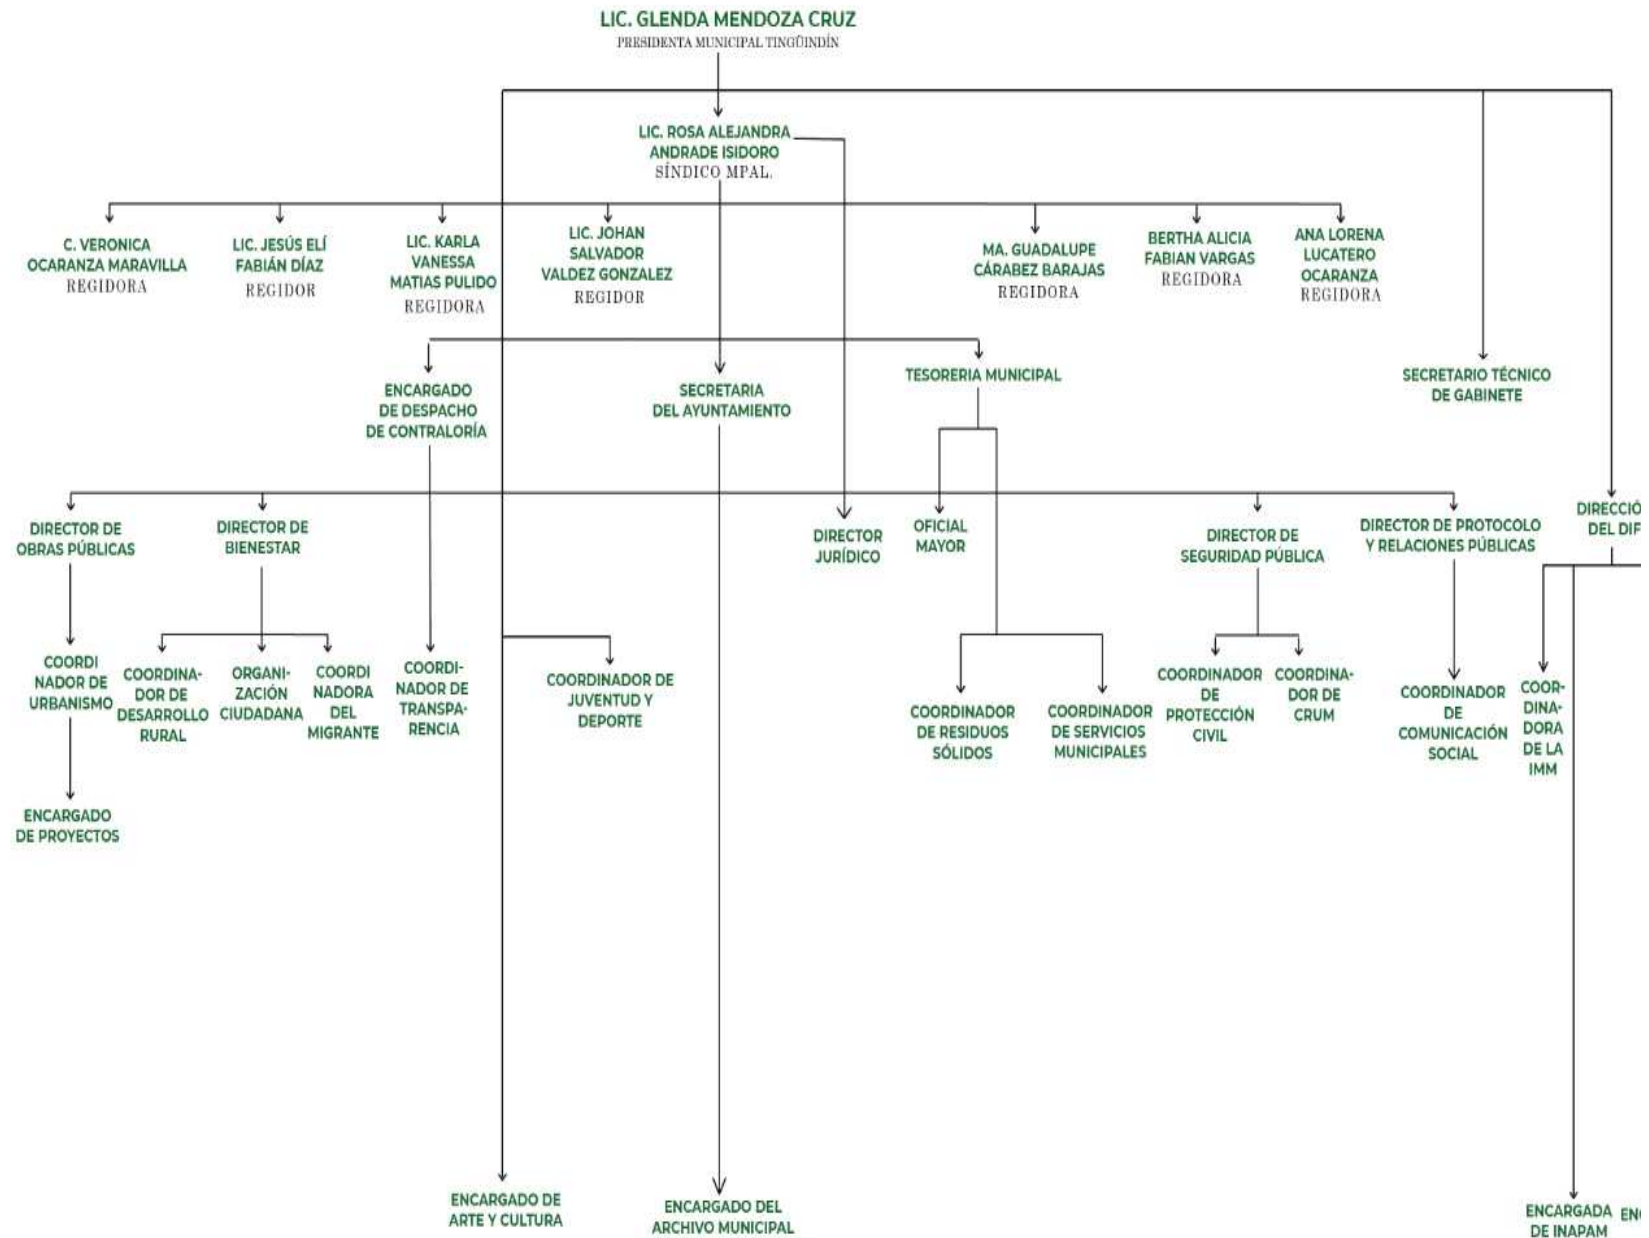 LIC. GLENDA MENDOZA CRUZ
PRESIDENTA MUNICIPAL TINGÜINDÍN
LIC. ROSA ALEJANDRA
ANDRADE ISIDORO
SÍNDICO MPAL.
C. VERONICA
OCARANZA MARAVILLA
REGIDORA
LIC. JESÚS ELÍ
FABIÁN DÍAZ
REGIDOR
LIC. KARLA
VANESSA
MATIAS PULIDO
REGIDORA
LIC. JOHAN
SALVADOR
VALDEZ GONZALEZ
REGIDOR
MA. GUADALUPE
CÁRABEZ BARAJAS
REGIDORA
BERTHA ALICIA
FABIAN VARGAS
REGIDORA
ANA LORENA
LUCATERO
OCARANZA
REGIDORA
ENCARGADO
DE DESPACHO
DE CONTRALORÍA
SECRETARIA
DEL AYUNTAMIENTO
TESORERIA MUNICIPAL
SECRETARIO TÉCNICO
DE GABINETE
DIRECTOR DE
OBRAS PÚBLICAS
DIRECTOR DE
BIENESTAR
DIRECTOR
JURÍDICO
OFICIAL
MAYOR
DIRECTOR DE
SEGURIDAD PÚBLICA
DIRECTOR DE PROTOCOLO
Y RELACIONES PÚBLICAS
DIRECCIÓ
DEL DIF
COORDI
NADOR DE
URBANISMO
COORDINA-
DOR DE
DESARROLLO
RURAL
ORGANI-
ZACIÓN
CIUDADANA
COORDI
NADORA
DEL
MIGRANTE
COORDI-
NADOR DE
TRANSPA-
RENCIA
COORDINADOR DE
JUVENTUD Y
DEPORTE
COORDINADOR
DE RESIDUOS
SÓLIDOS
COORDINADOR
DE SERVICIOS
MUNICIPALES
COORDINADOR
DE
PROTECCIÓN
CIVIL
COORDINA-
DOR DE
CRUM
COORDINADOR
DE
COMUNICACIÓN
SOCIAL
COOR-
DINA-
DORA
DE LA
IMM
ENCARGADO
DE PROYECTOS
ENCARGADO DE
ARTE Y CULTURA
ENCARGADO DEL
ARCHIVO MUNICIPAL
ENCARGADA
DE INAPAM